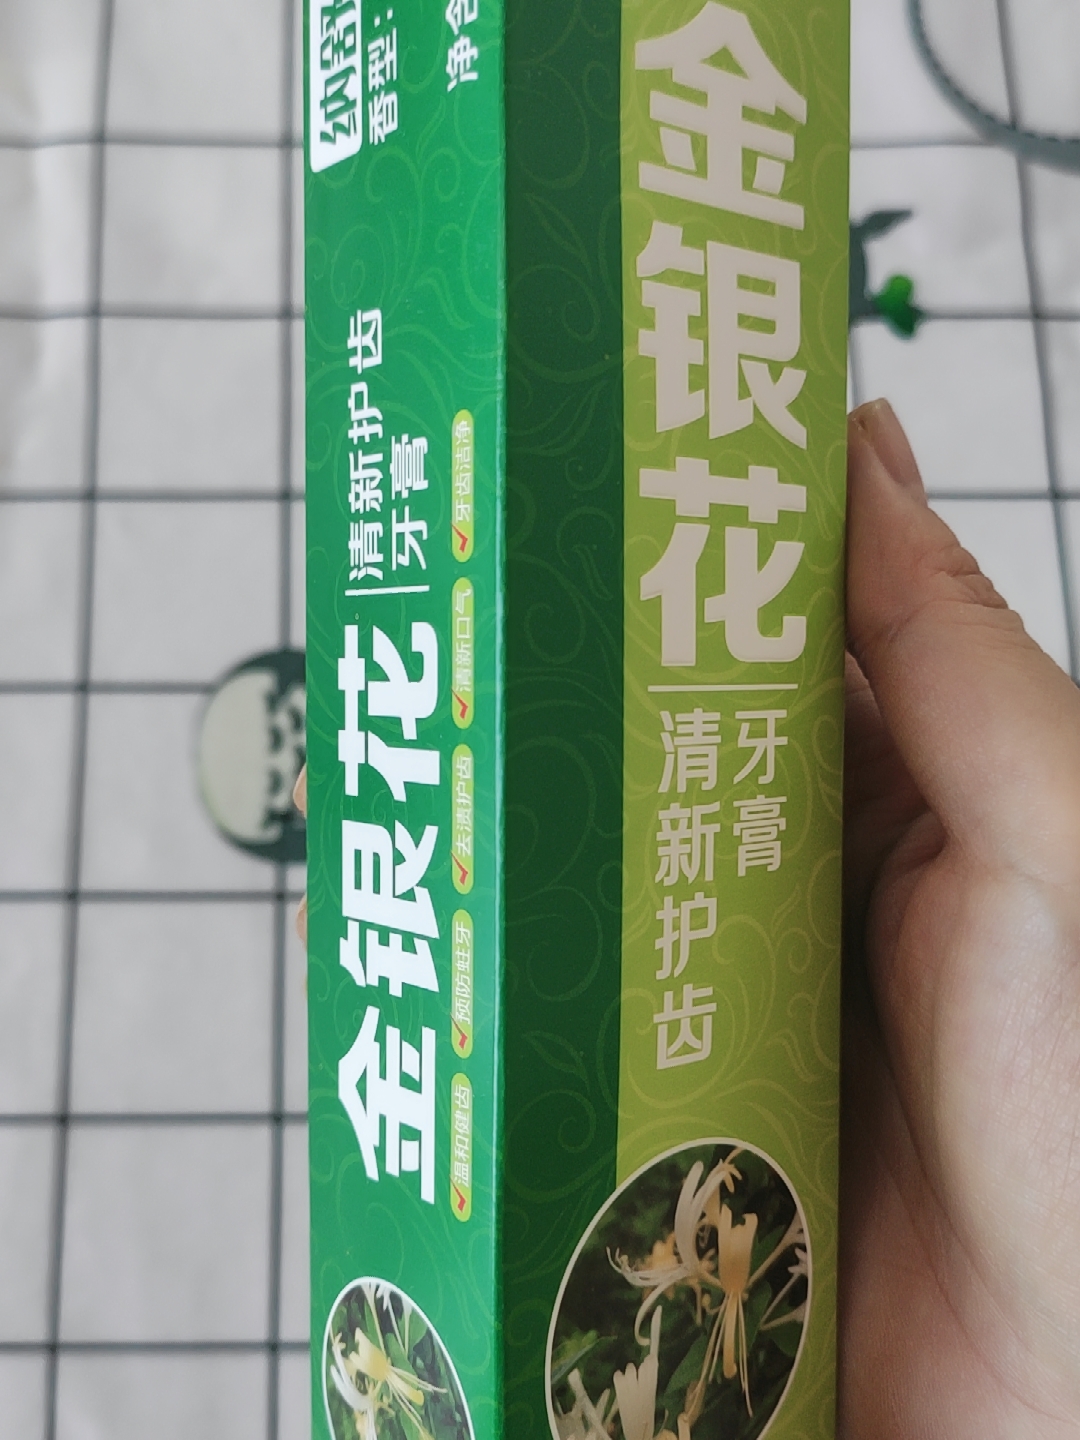 香型：
净含
金银花
清新护齿
牙膏
温和健齿
预防蛀牙
去渍护齿
清新口气
牙齿洁净
金银花
清新护齿
牙膏